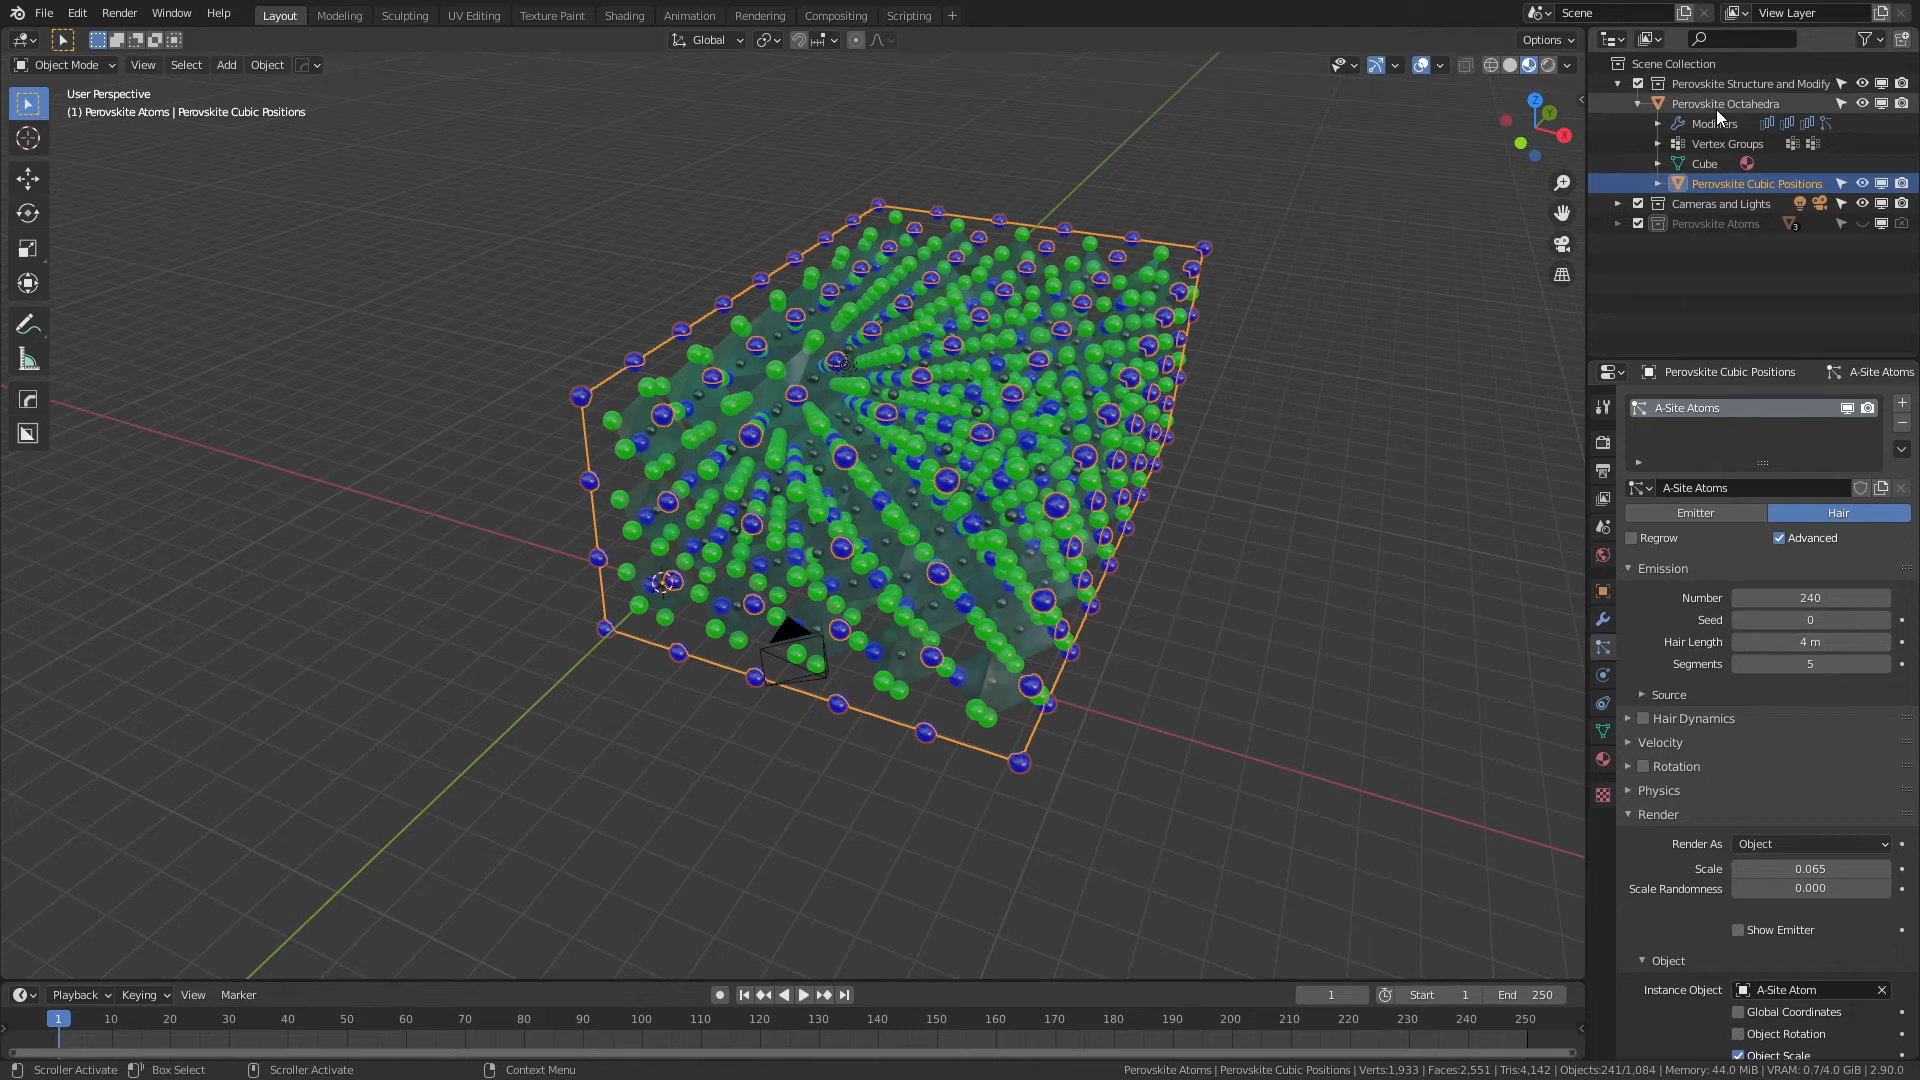 File Edit Render Window Help Layout Modeling Sculpting UV Editing Texture Paint Shading Animation Rendering Compositing Scripting + Scene View Layer
Global Options
Object Mode View Select Add Object
User Perspective
(1) Perovskite Atoms | Perovskite Cubic Positions
Z
Y
X
Scene Collection
Perovskite Structure and Modify
Perovskite Octahedra
Modifiers
Vertex Groups
Cube
Perovskite Cubic Positions
Cameras and Lights
Perovskite Atoms 3
Perovskite Cubic Positions A-Site Atoms
A-Site Atoms
A-Site Atoms
Emitter Hair
Regrow Advanced
Emission
Number 240
Seed 0
Hair Length 4 m
Segments 5
Source
Hair Dynamics
Velocity
Rotation
Physics
Render
Render As Object
Scale 0.065
Scale Randomness 0.000
Show Emitter
Object
Instance Object A-Site Atom
Global Coordinates
Object Rotation
Object Scale
Playback Keying View Marker 1 Start 1 End 250
1 10 20 30 40 50 60 70 80 90 100 110 120 130 140 150 160 170 180 190 200 210 220 230 240 250
Scroller Activate Box Select Scroller Activate Context Menu Perovskite Atoms | Perovskite Cubic Positions | Verts:1,933 | Faces:2,551 | Tris:4,142 | Objects:241/1,084 | Memory: 44.0 MiB | VRAM: 0.7/4.0 GiB | 2.90.0